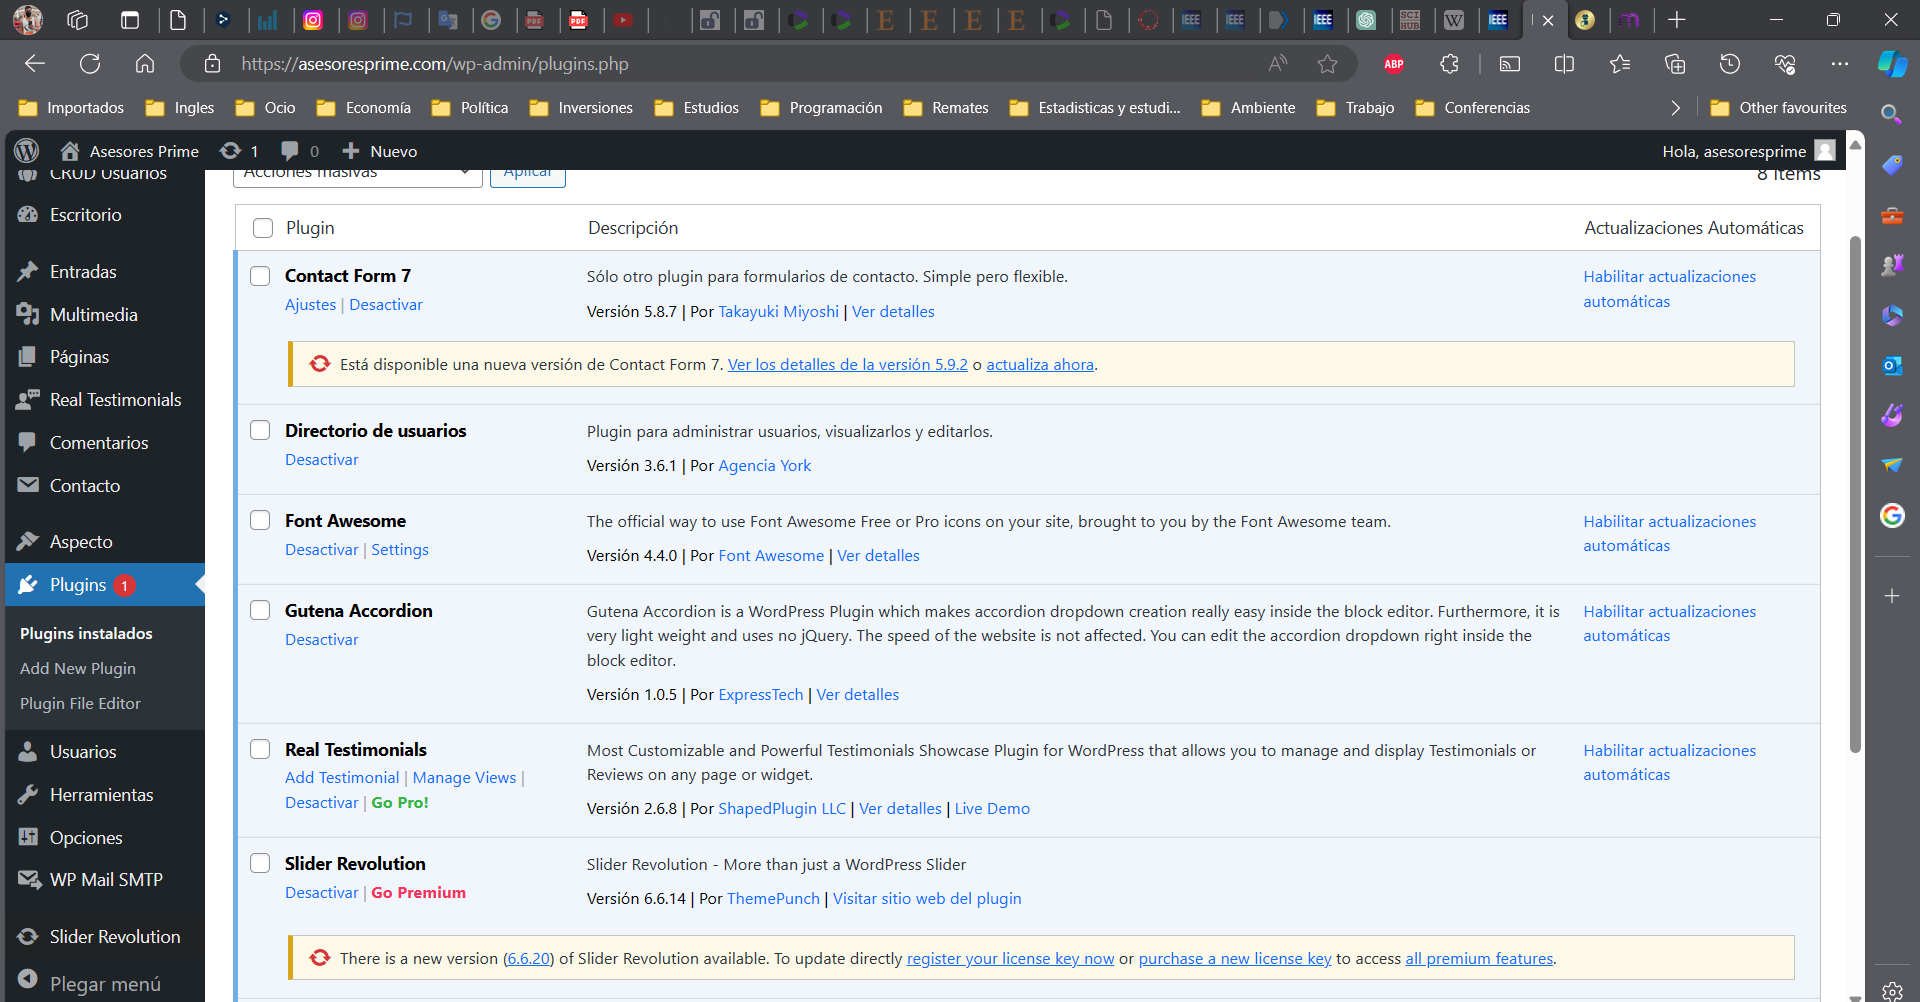 PDF
PDF
E
E
E
E
IEEE
IEEE
IEEE
SCI
HUB
W
IEEE
https://asesoresprime.com/wp-admin/plugins.php
ABP
Importados
Ingles
Ocio
Economía
Política
Inversiones
Estudios
Programación
Remates
Estadisticas y estudi...
Ambiente
Trabajo
Conferencias
Other favourites
Asesores Prime
1
0
Nuevo
Hola, asesoresprime
CRUD Usuarios
Escritorio
Entradas
Multimedia
Páginas
Real Testimonials
Comentarios
Contacto
Aspecto
Plugins 1
Plugins instalados
Add New Plugin
Plugin File Editor
Usuarios
Herramientas
Opciones
WP Mail SMTP
Slider Revolution
Plegar menú
Acciones masivas
Aplicar
8 items
Plugin
Descripción
Actualizaciones Automáticas
Contact Form 7
Ajustes | Desactivar
Sólo otro plugin para formularios de contacto. Simple pero flexible.
Versión 5.8.7 | Por Takayuki Miyoshi | Ver detalles
Habilitar actualizaciones
automáticas
Está disponible una nueva versión de Contact Form 7. Ver los detalles de la versión 5.9.2 o actualiza ahora.
Directorio de usuarios
Desactivar
Plugin para administrar usuarios, visualizarlos y editarlos.
Versión 3.6.1 | Por Agencia York
Font Awesome
Desactivar | Settings
The official way to use Font Awesome Free or Pro icons on your site, brought to you by the Font Awesome team.
Versión 4.4.0 | Por Font Awesome | Ver detalles
Habilitar actualizaciones
automáticas
Gutena Accordion
Desactivar
Gutena Accordion is a WordPress Plugin which makes accordion dropdown creation really easy inside the block editor. Furthermore, it is
very light weight and uses no jQuery. The speed of the website is not affected. You can edit the accordion dropdown right inside the
block editor.
Versión 1.0.5 | Por ExpressTech | Ver detalles
Habilitar actualizaciones
automáticas
Real Testimonials
Add Testimonial | Manage Views |
Desactivar | Go Pro!
Most Customizable and Powerful Testimonials Showcase Plugin for WordPress that allows you to manage and display Testimonials or
Reviews on any page or widget.
Versión 2.6.8 | Por ShapedPlugin LLC | Ver detalles | Live Demo
Habilitar actualizaciones
automáticas
Slider Revolution
Desactivar | Go Premium
Slider Revolution - More than just a WordPress Slider
Versión 6.6.14 | Por ThemePunch | Visitar sitio web del plugin
There is a new version (6.6.20) of Slider Revolution available. To update directly register your license key now or purchase a new license key to access all premium features.